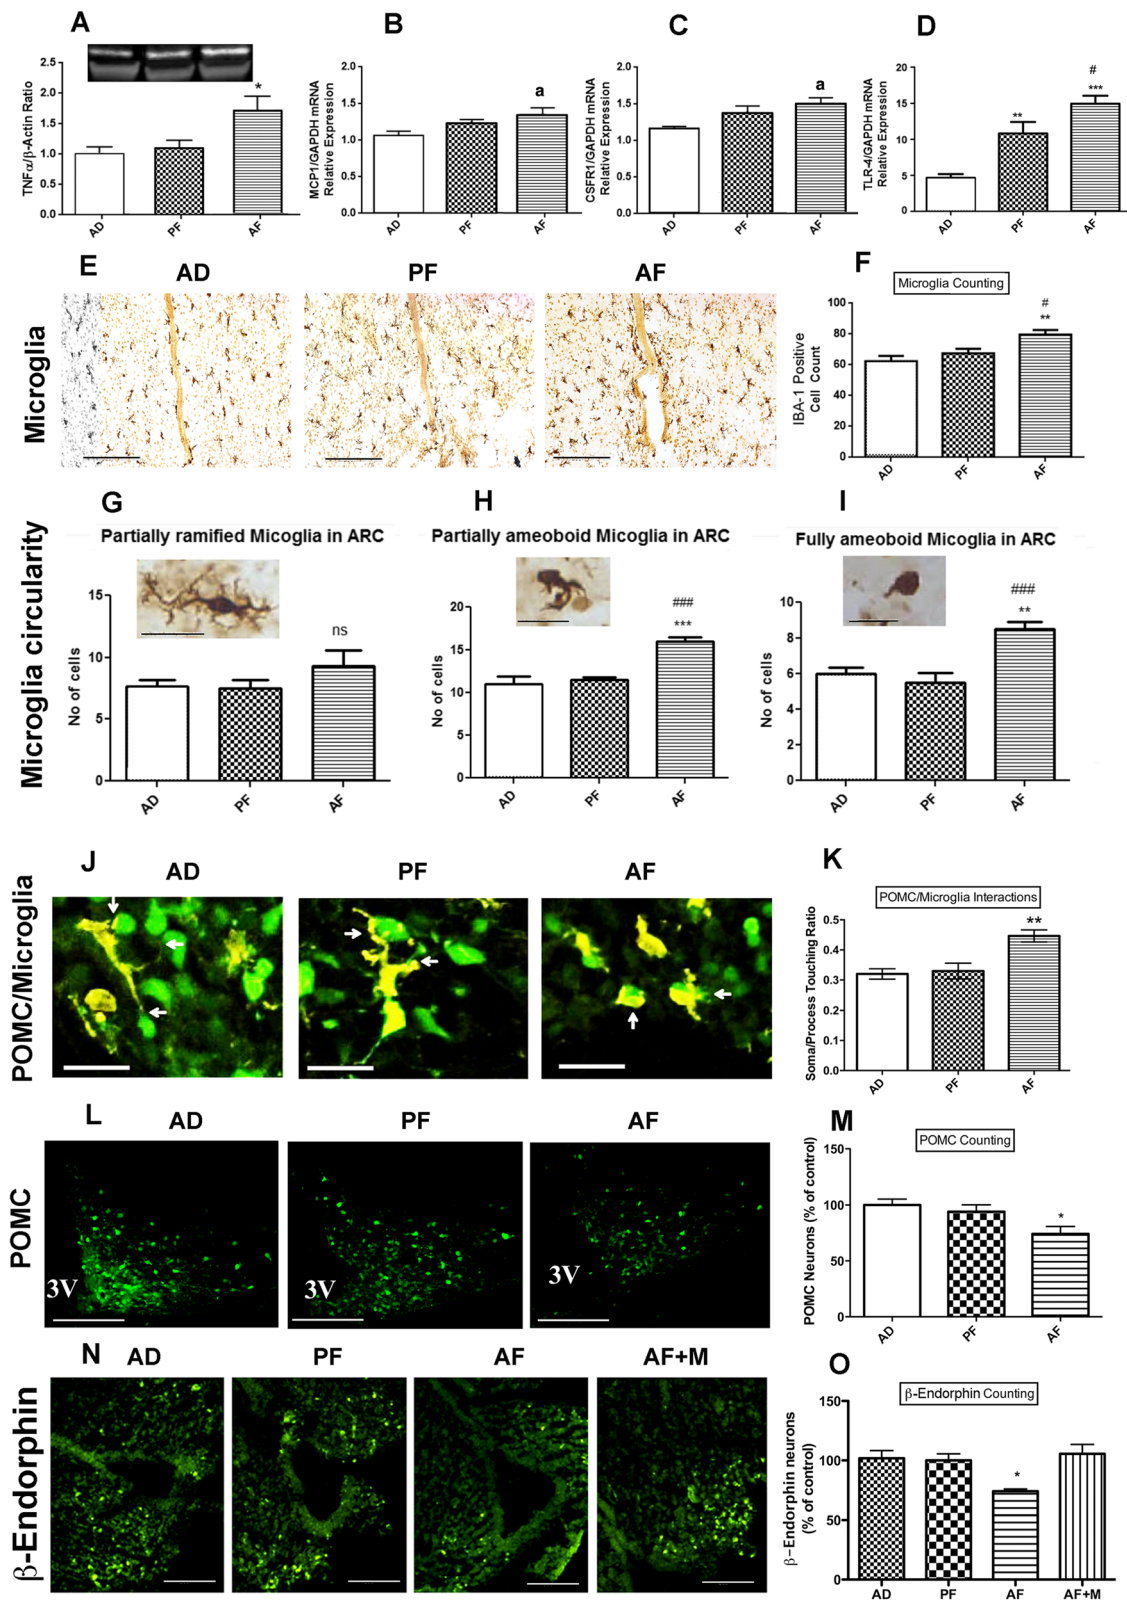 A
TNFα/β-Actin Ratio
2.5
2.0
1.5
1.0
0.5
0.0
*
AD
PF
AF
B
MCP1/GAPDH mRNA
Relative Expression
2.0
1.5
1.0
0.5
0.0
a
AD
PF
AF
C
CSFR1/GAPDH mRNA
Relative Expression
2.0
1.5
1.0
0.5
0.0
a
AD
PF
AF
D
TLR-4/GAPDH mRNA
Relative Expression
20
15
10
5
0
**
#
***
AD
PF
AF
E
AD
PF
AF
Microglia
F
Microglia Counting
IBA-1 Positive
Cell Count
100
80
60
40
20
0
#
**
AD
PF
AF
Microglia circularity
G
Partially ramified Micoglia in ARC
No of cells
15
10
5
0
ns
AD
PF
AF
H
Partially ameoboid Micoglia in ARC
No of cells
20
15
10
5
0
###
***
AD
PF
AF
I
Fully ameoboid Micoglia in ARC
No of cells
10
8
6
4
2
0
###
**
AD
PF
AF
J
AD
PF
AF
POMC/Microglia
K
POMC/Microglia Interactions
Soma/Process Touching Ratio
0.5
0.4
0.3
0.2
0.1
0.0
**
AD
PF
AF
L
AD
PF
AF
POMC
3V
3V
3V
M
POMC Counting
POMC Neurons (% of control)
150
100
50
0
*
AD
PF
AF
N
AD
PF
AF
AF+M
β-Endorphin
O
β-Endorphin Counting
β-Endorphin neurons
(% of control)
150
100
50
0
*
AD
PF
AF
AF+M